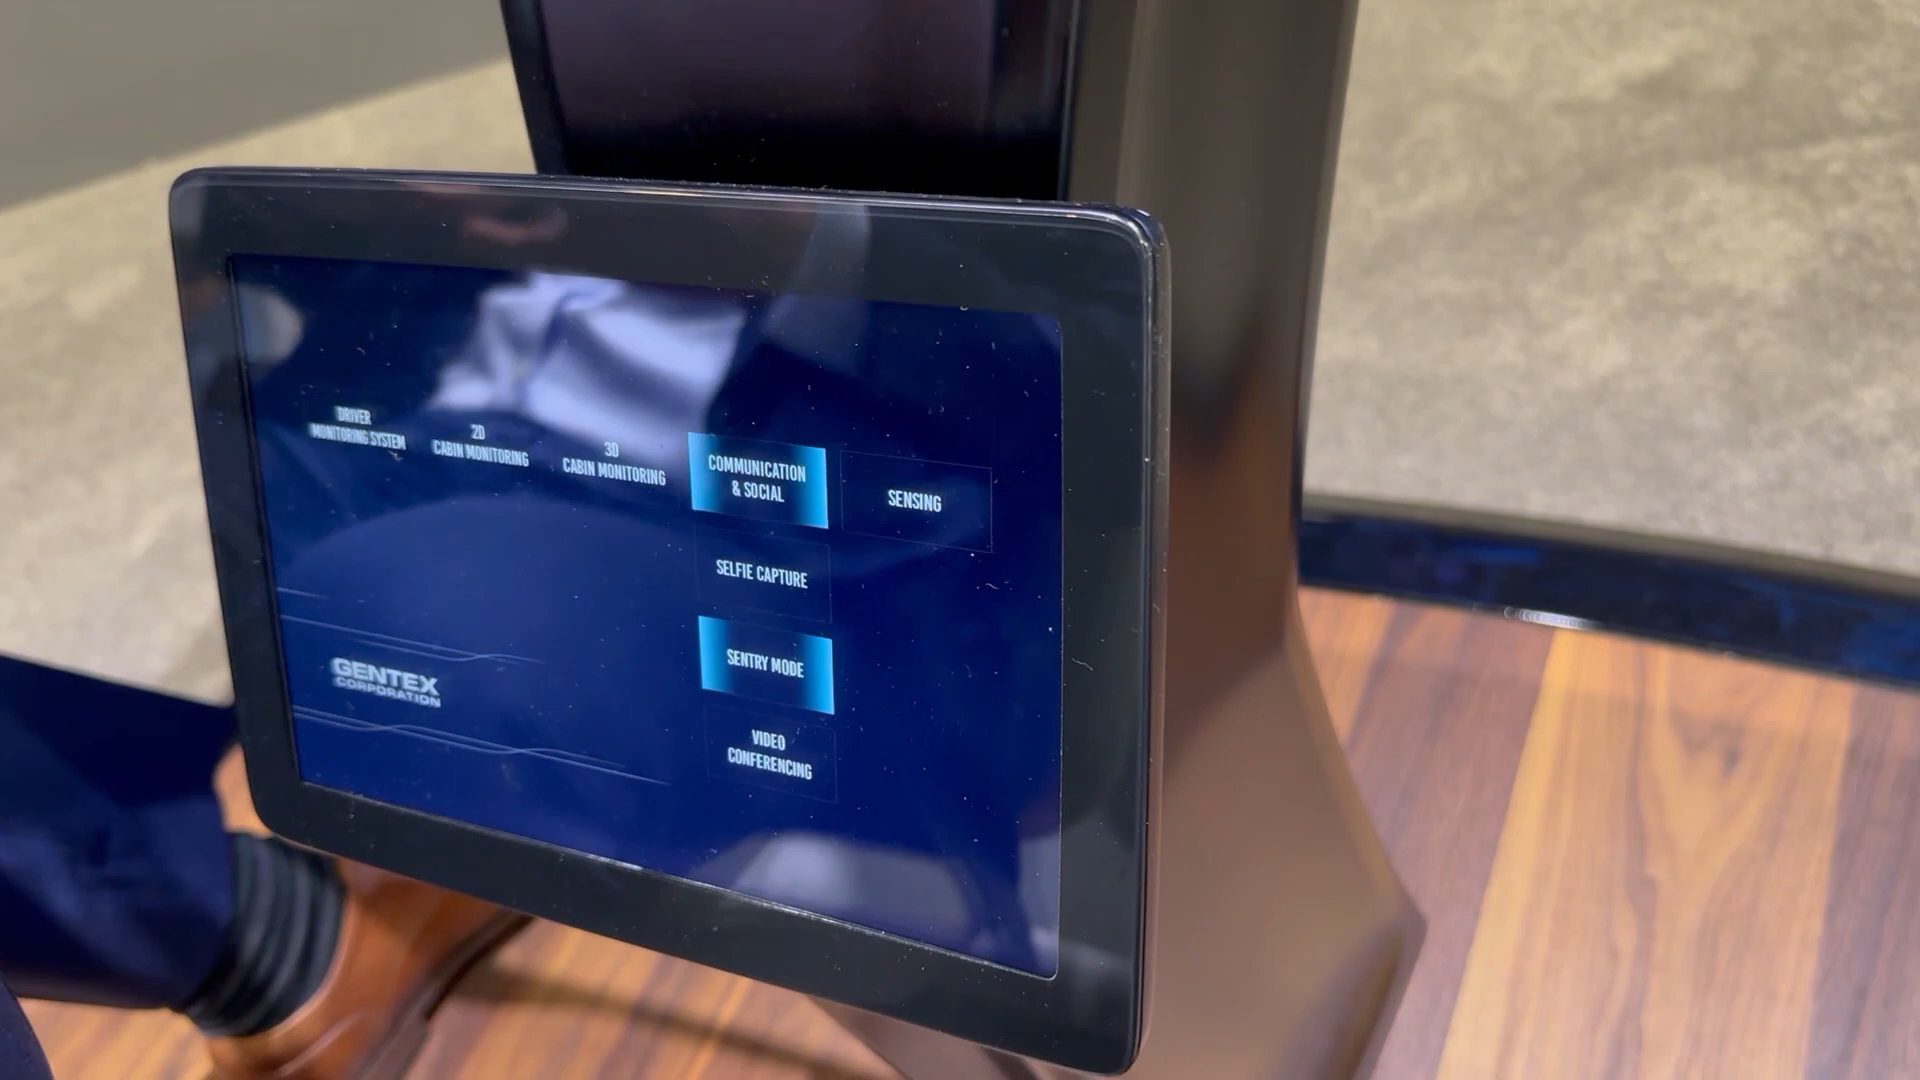 DRIVER
MONITORING SYSTEM
2D
CABIN MONITORING
3D
CABIN MONITORING
COMMUNICATION
& SOCIAL
SENSING
SELFIE CAPTURE
SENTRY MODE
VIDEO
CONFERENCING
GENTEX
CORPORATION